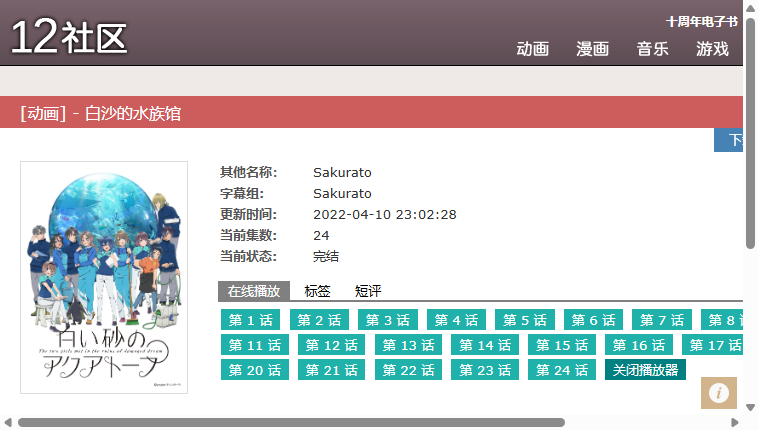 12社区
十周年电子书
动画 漫画 音乐 游戏
[动画] - 白沙的水族馆
其他名称: Sakurato
字幕组: Sakurato
更新时间: 2022-04-10 23:02:28
当前集数: 24
当前状态: 完结
在线播放 标签 短评
第 1 话 第 2 话 第 3 话 第 4 话 第 5 话 第 6 话 第 7 话 第 8
第 11 话 第 12 话 第 13 话 第 14 话 第 15 话 第 16 话 第 17 话
第 20 话 第 21 话 第 22 话 第 23 话 第 24 话 关闭播放器
白い砂の
The two girls met in the ruins of damaged dream
アクアトープ